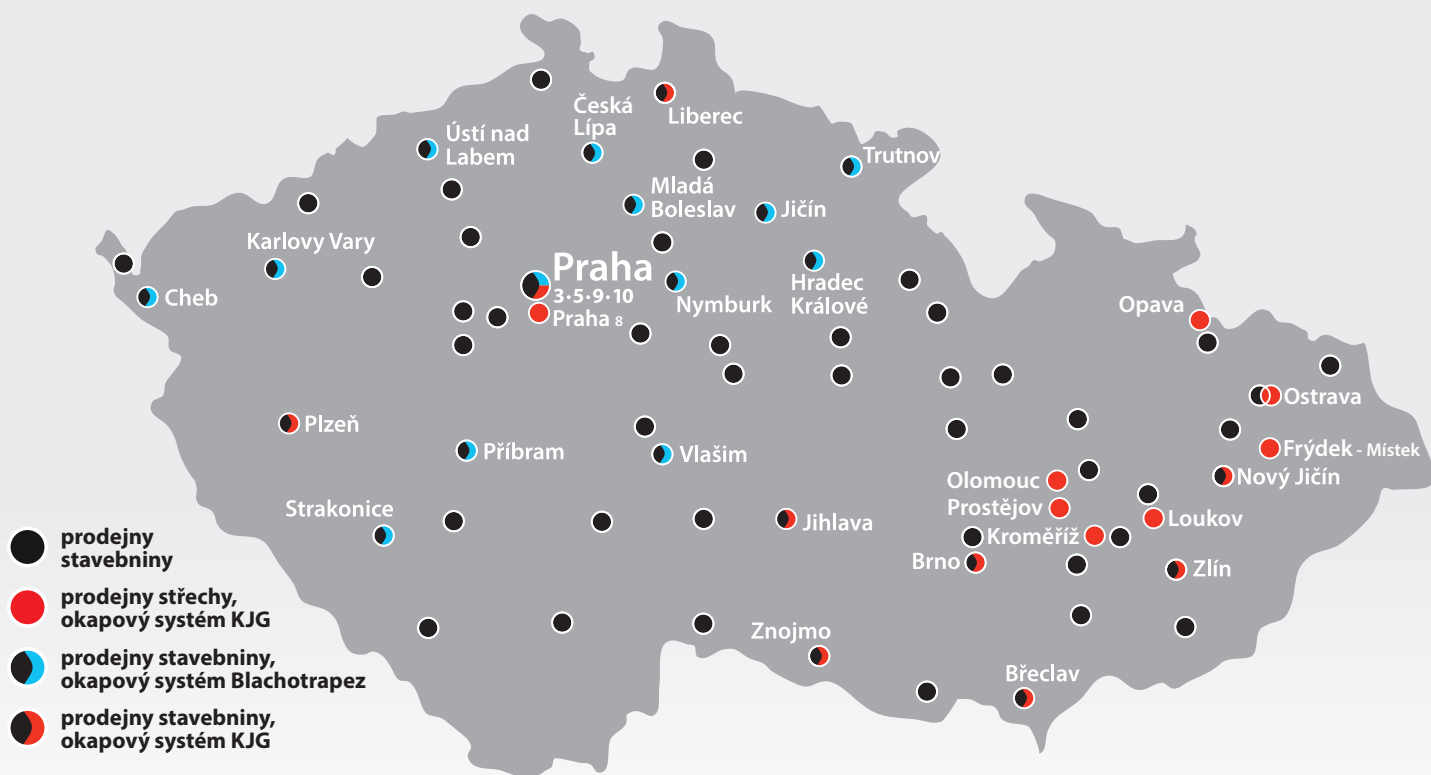 Česká
Lípa
Liberec
Ústí nad
Labem
Trutnov
Mladá
Boleslav
Jičín
Karlovy Vary
Cheb
Praha
3·5·9·10
Praha 8
Nymburk
Hradec
Králové
Opava
Ostrava
Plzeň
Příbram
Vlašim
Frýdek - Místek
Nový Jičín
Olomouc
Prostějov
Loukov
Strakonice
Jihlava
Kroměříž
Brno
Zlín
Znojmo
Břeclav
prodejny
stavebniny
prodejny střechy,
okapový systém KJG
prodejny stavebniny,
okapový systém Blachotrapez
prodejny stavebniny,
okapový systém KJG